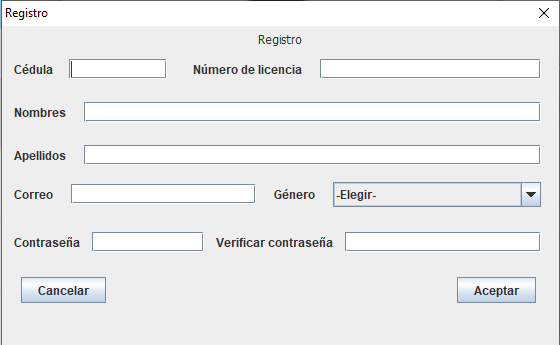 Registro
Registro
Cédula Número de licencia
Nombres
Apellidos
Correo Género -Elegir-
Contraseña Verificar contraseña
Cancelar Aceptar